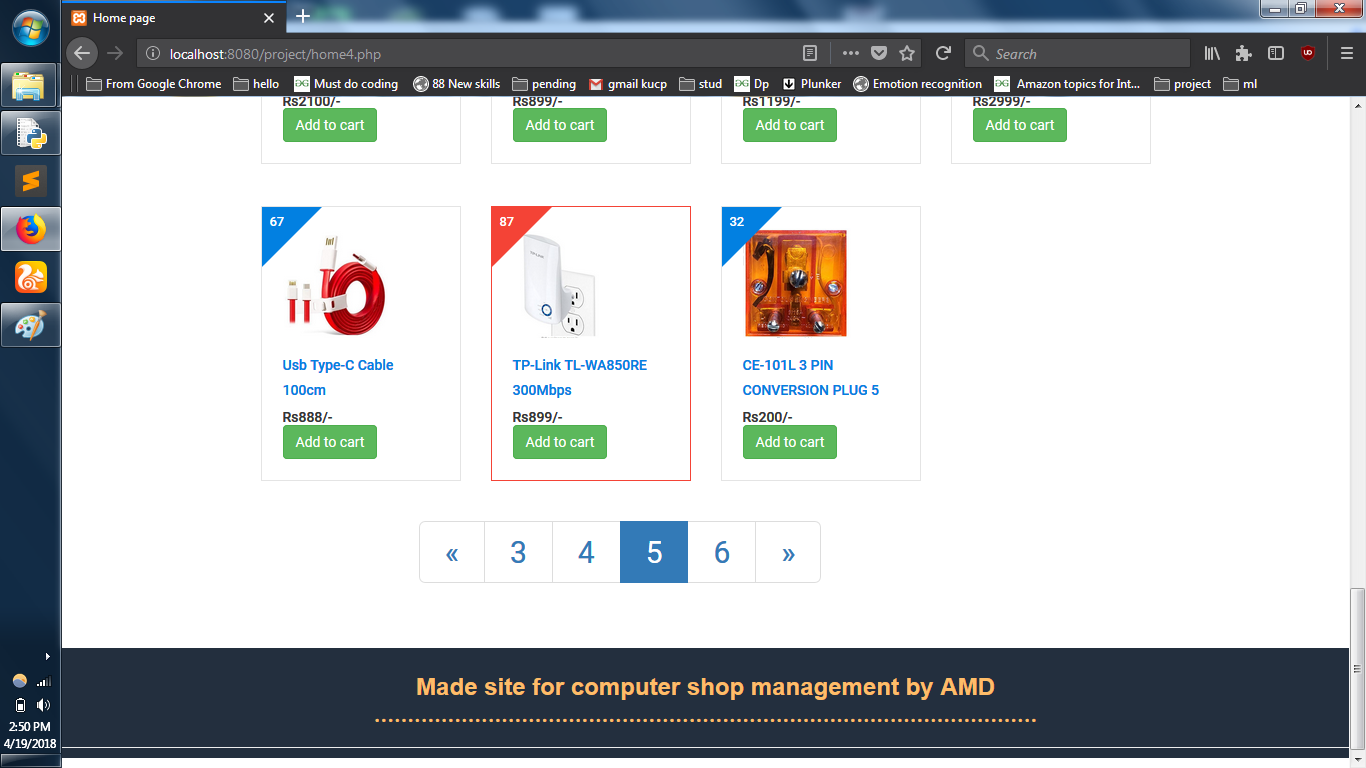 Home page
localhost:8080/project/home4.php
Search
From Google Chrome
hello
Must do coding
88 New skills
pending
gmail kucp
stud
Dp
Plunker
Emotion recognition
Amazon topics for Int...
project
ml
Rs2100/-
Rs899/-
Rs1199/-
Rs2999/-
Add to cart
Add to cart
Add to cart
Add to cart
67
87
32
TP-LINK
Usb Type-C Cable
100cm
Rs888/-
Add to cart
TP-Link TL-WA850RE
300Mbps
Rs899/-
Add to cart
CE-101L 3 PIN
CONVERSION PLUG 5
Rs200/-
Add to cart
« 3 4 5 6 »
Made site for computer shop management by AMD
2:50 PM
4/19/2018